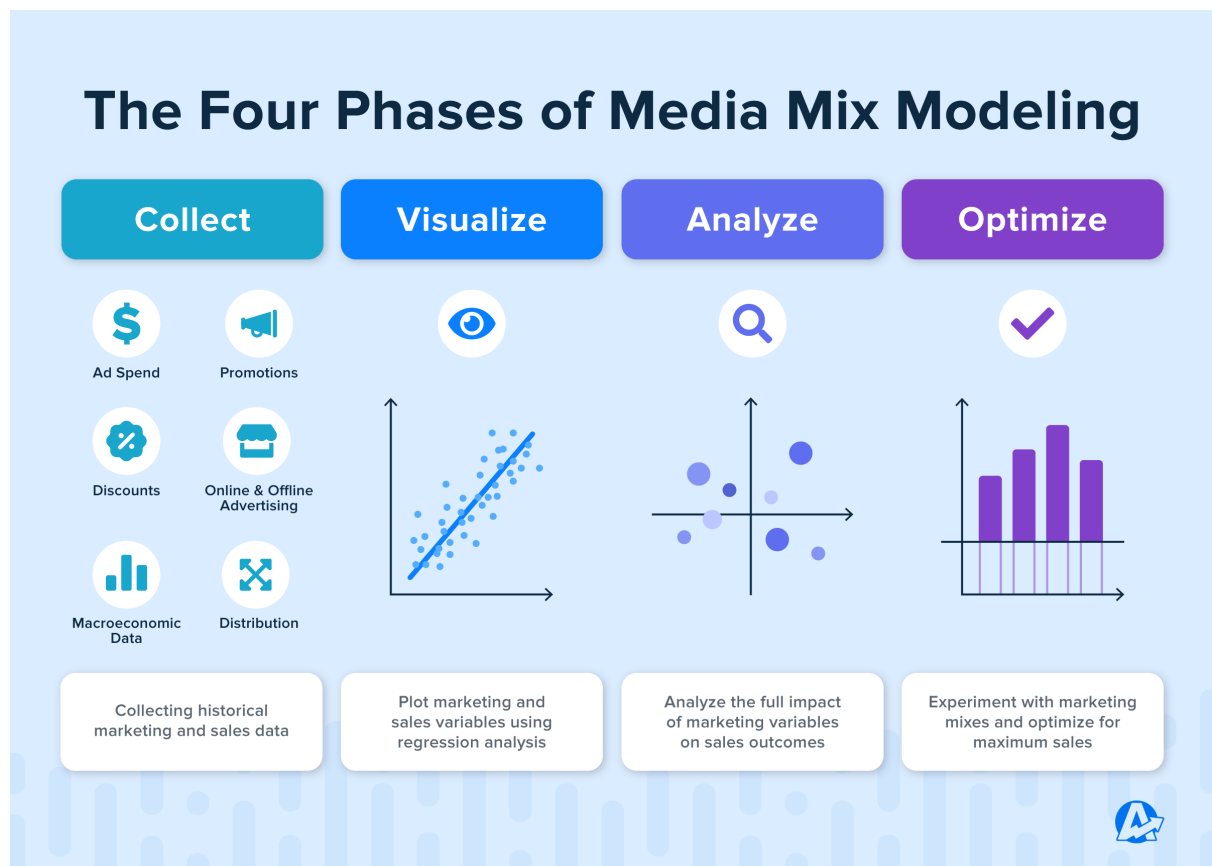 The Four Phases of Media Mix Modeling
Collect
Visualize
Analyze
Optimize
Ad Spend
Promotions
Discounts
Online & Offline
Advertising
Macroeconomic
Data
Distribution
Collecting historical
marketing and sales data
Plot marketing and
sales variables using
regression analysis
Analyze the full impact
of marketing variables
on sales outcomes
Experiment with marketing
mixes and optimize for
maximum sales